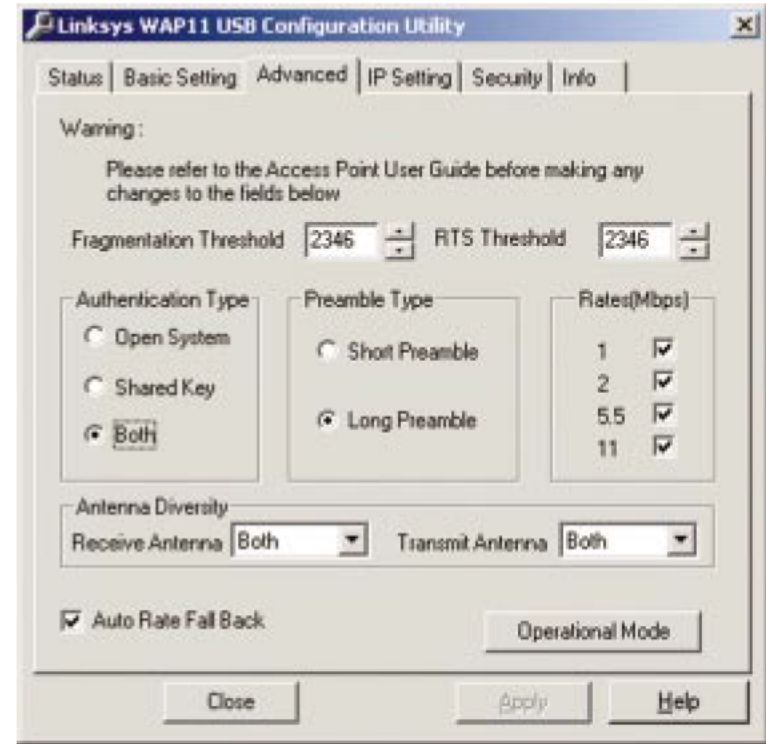 Linksys WAP11 USB Configuration Utility
Status Basic Setting Advanced IP Setting Security Info
Warning :
Please refer to the Access Point User Guide before making any
changes to the fields below
Fragmentation Threshold 2346 RTS Threshold 2346
Authentication Type Preamble Type Rates(Mbps)
Open System Short Preamble 1
Shared Key 2
Both Long Preamble 5.5
11
Antenna Diversity
Receive Antenna Both Transmit Antenna Both
Auto Rate Fall Back
Operational Mode
Close Apply Help